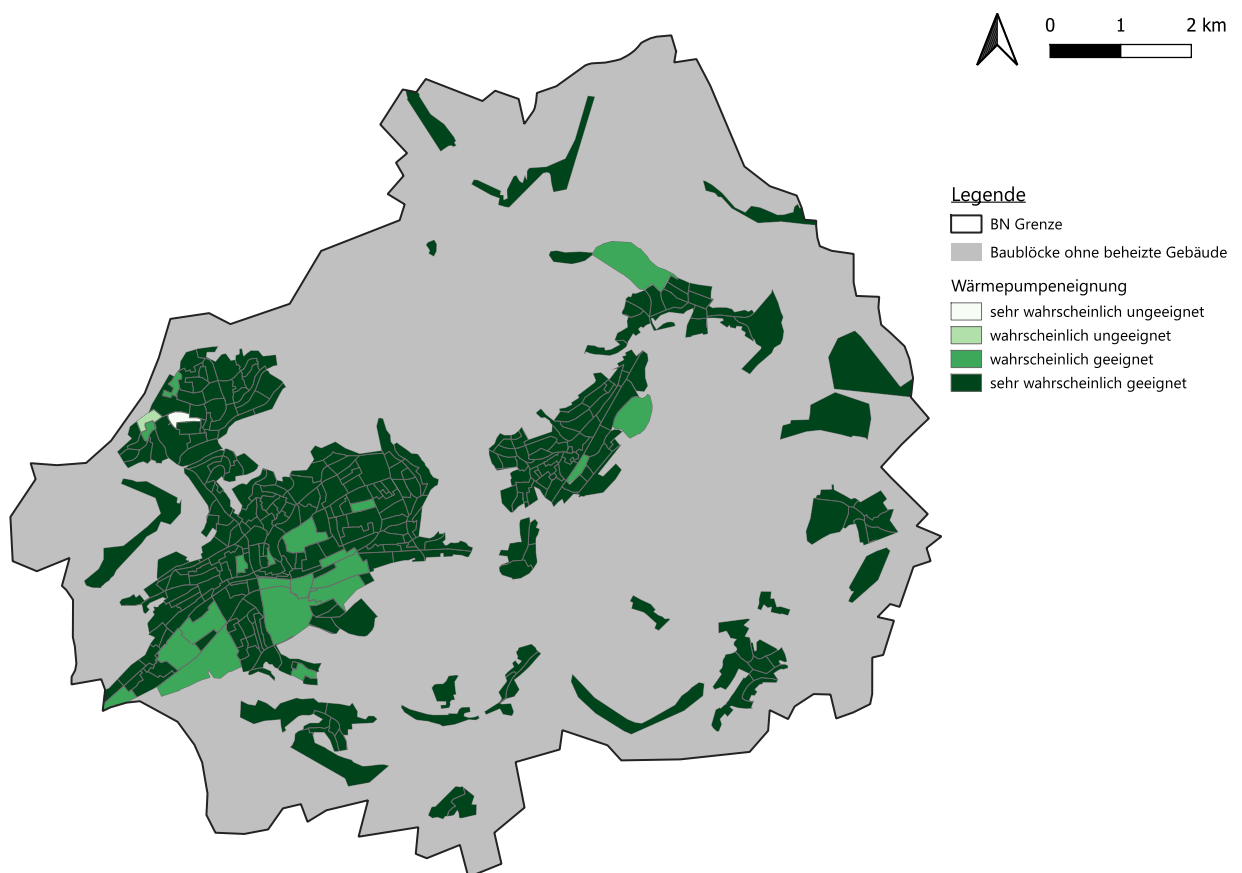 0 1 2 km
Legende
BN Grenze
Baublöcke ohne beheizte Gebäude
Wärmepumpeneignung
sehr wahrscheinlich ungeeignet
wahrscheinlich ungeeignet
wahrscheinlich geeignet
sehr wahrscheinlich geeignet